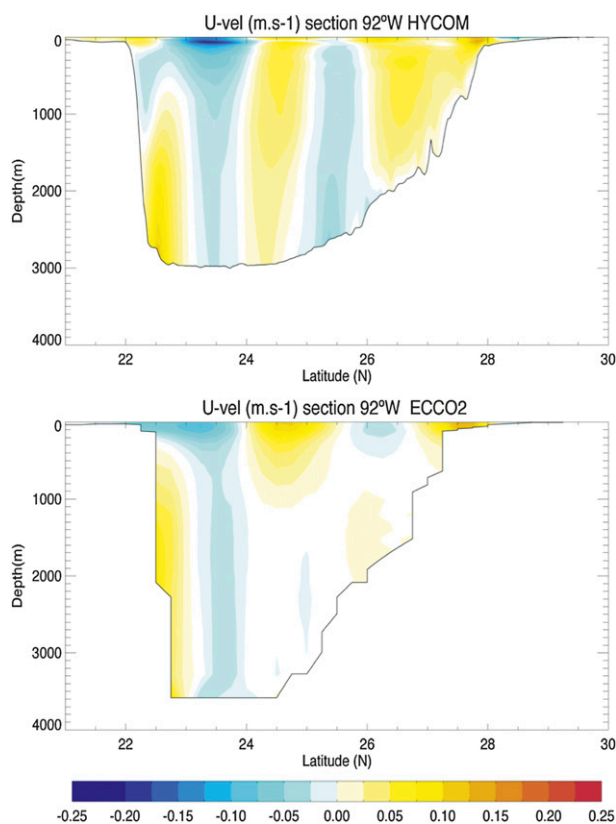 U-vel (m.s-1) section 92ºW HYCOM
0
1000
2000
3000
4000
Depth(m)
22 24 26 28 30
Latitude (N)
U-vel (m.s-1) section 92ºW ECCO2
0
1000
2000
3000
4000
Depth(m)
22 24 26 28 30
Latitude (N)
-0.25 -0.20 -0.15 -0.10 -0.05 0.00 0.05 0.10 0.15 0.20 0.25